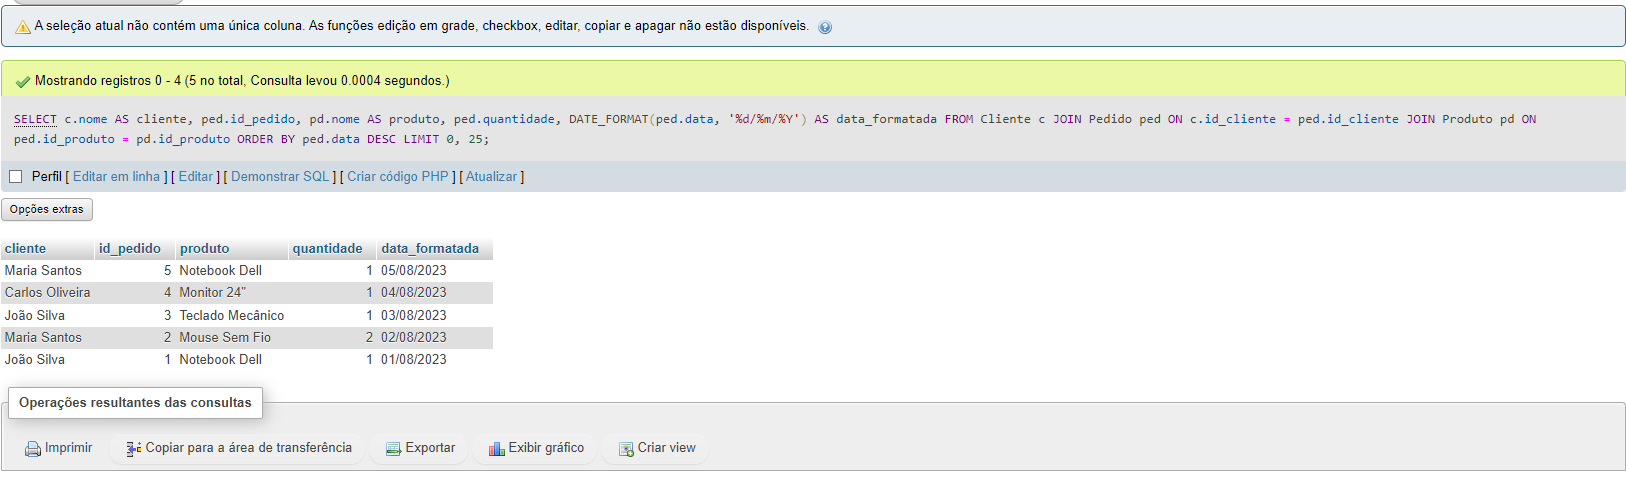 A seleção atual não contém uma única coluna. As funções edição em grade, checkbox, editar, copiar e apagar não estão disponíveis.
Mostrando registros 0 - 4 (5 no total, Consulta levou 0.0004 segundos.)
SELECT c.nome AS cliente, ped.id_pedido, pd.nome AS produto, ped.quantidade, DATE_FORMAT(ped.data, '%d/%m/%Y') AS data_formatada FROM Cliente c JOIN Pedido ped ON c.id_cliente = ped.id_cliente JOIN Produto pd ON
ped.id_produto = pd.id_produto ORDER BY ped.data DESC LIMIT 0, 25;
Perfil [ Editar em linha ] [ Editar ] [ Demonstrar SQL ] [ Criar código PHP ] [ Atualizar ]
Opções extras
cliente id_pedido produto quantidade data_formatada
Maria Santos 5 Notebook Dell 1 05/08/2023
Carlos Oliveira 4 Monitor 24" 1 04/08/2023
João Silva 3 Teclado Mecânico 1 03/08/2023
Maria Santos 2 Mouse Sem Fio 2 02/08/2023
João Silva 1 Notebook Dell 1 01/08/2023
Operações resultantes das consultas
Imprimir Copiar para a área de transferência Exportar Exibir gráfico Criar view